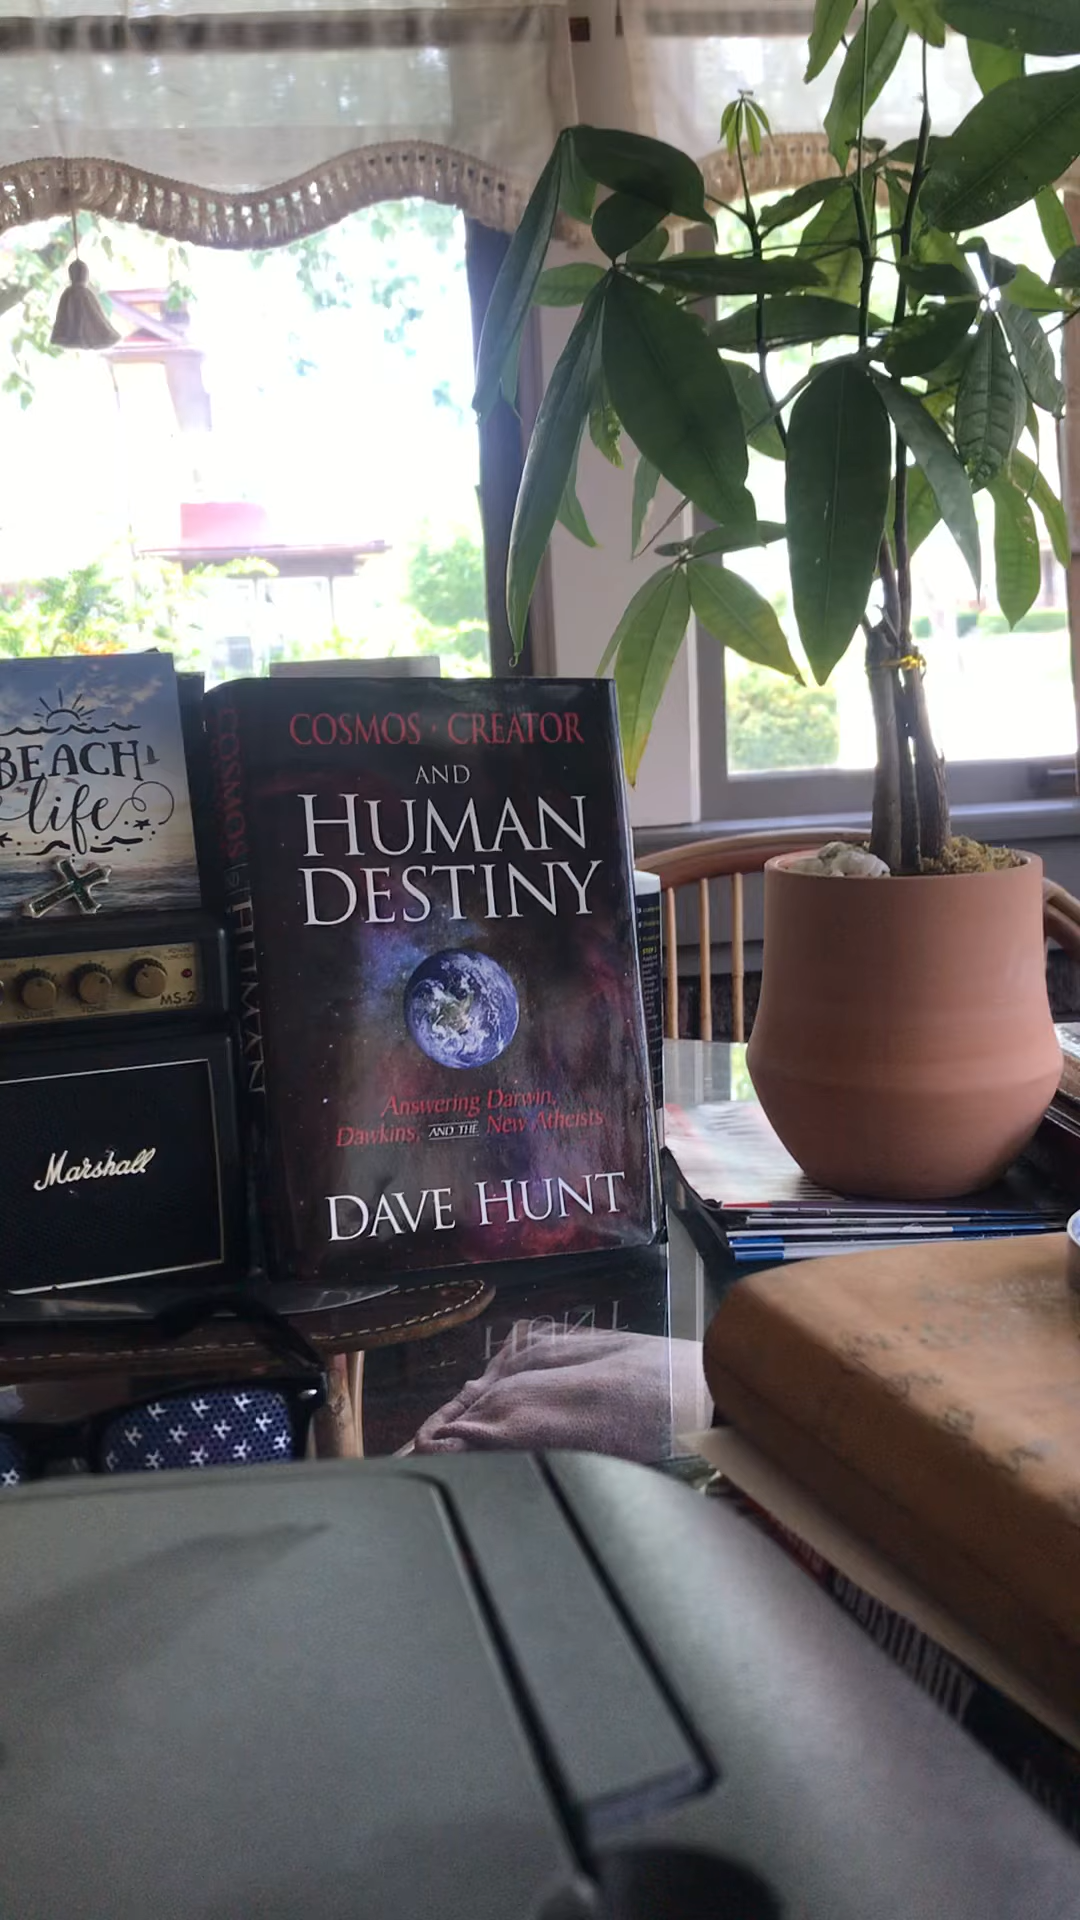 BEACH
life
VOLUME TONE
MS-2
Marshall
COSMOS HUMAN
COSMOS · CREATOR
AND
HUMAN
DESTINY
Answering Darwin,
Dawkins, AND THE New Atheists
DAVE HUNT
CHRISTIANITY